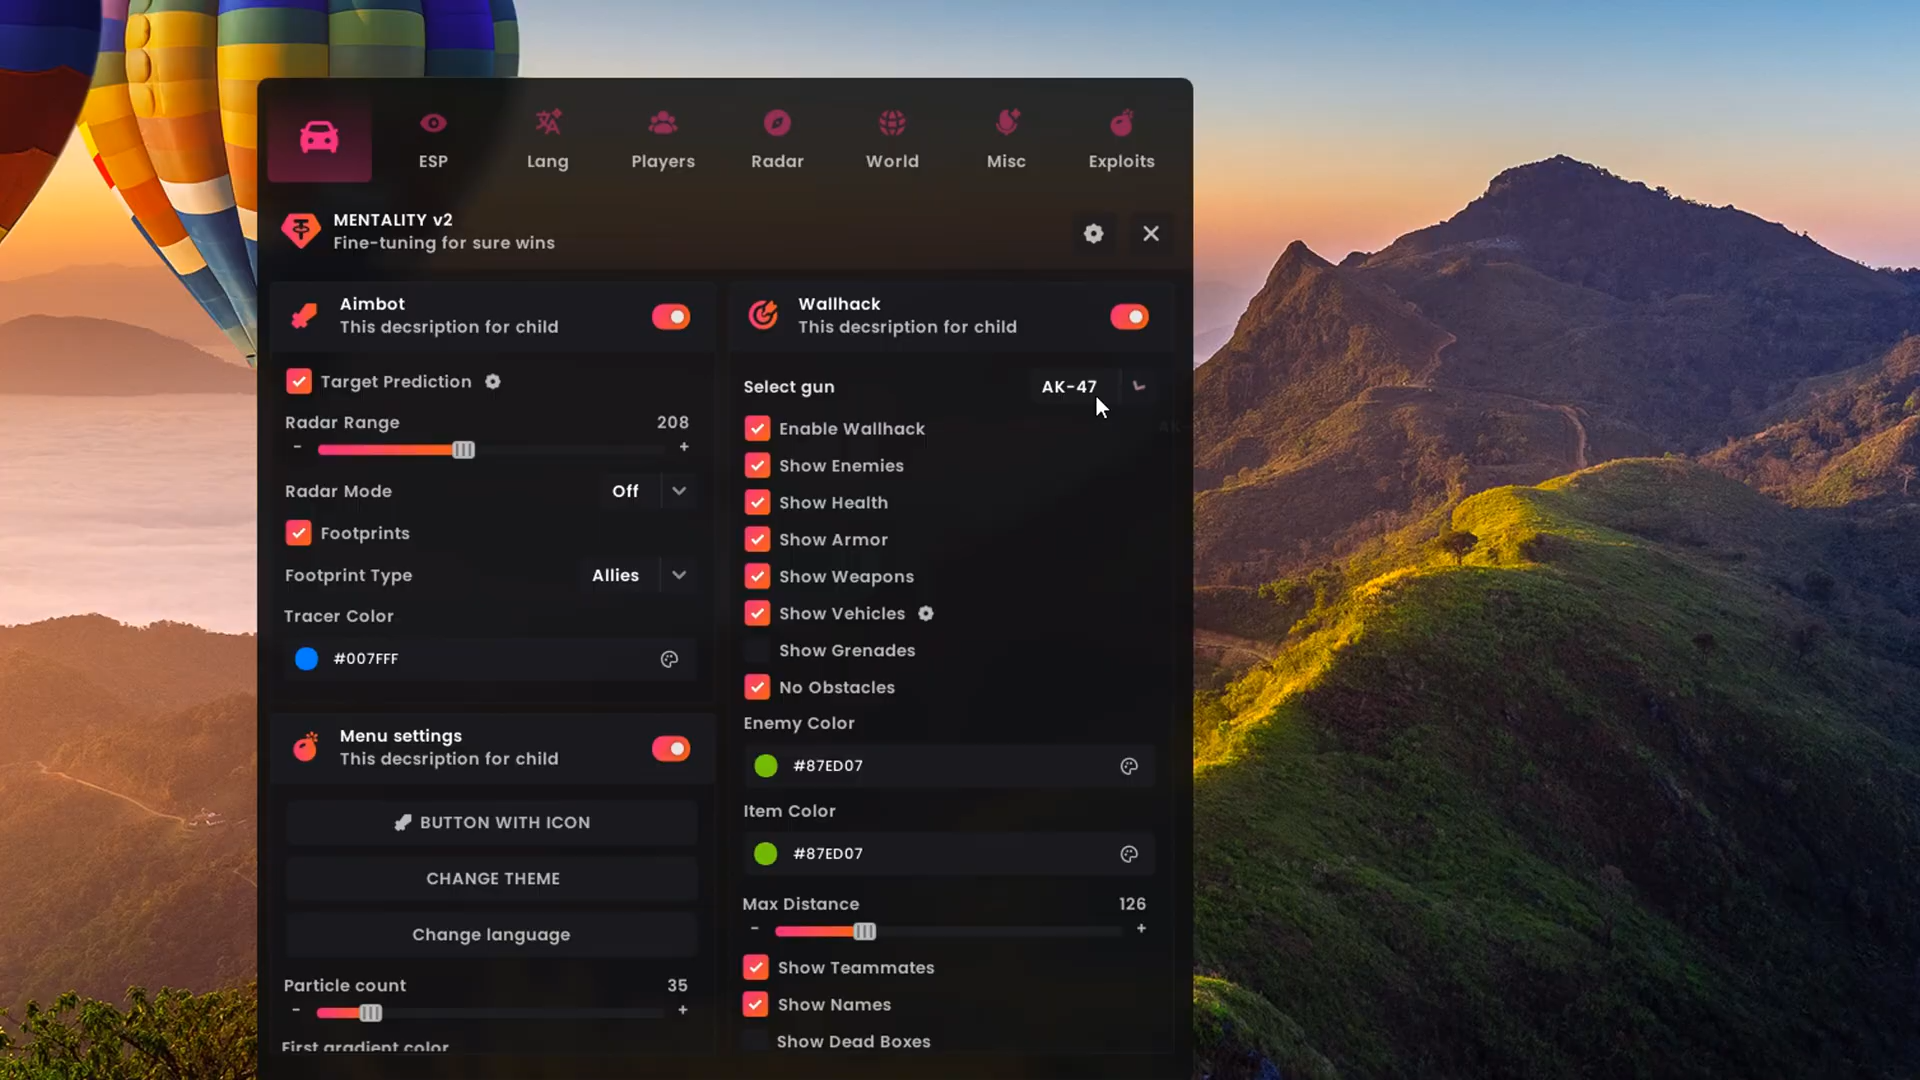 ESP
Lang
Players
Radar
World
Misc
Exploits
MENTALITY v2
Fine-tuning for sure wins
Aimbot
This decsription for child
Target Prediction
Radar Range
208
-
+
Radar Mode
Off
Footprints
Footprint Type
Allies
Tracer Color
#007FFF
Menu settings
This decsription for child
BUTTON WITH ICON
CHANGE THEME
Change language
Particle count
35
-
+
First gradient color
Wallhack
This decsription for child
Select gun
AK-47
Enable Wallhack
Show Enemies
Show Health
Show Armor
Show Weapons
Show Vehicles
Show Grenades
No Obstacles
Enemy Color
#87ED07
Item Color
#87ED07
Max Distance
126
-
+
Show Teammates
Show Names
Show Dead Boxes